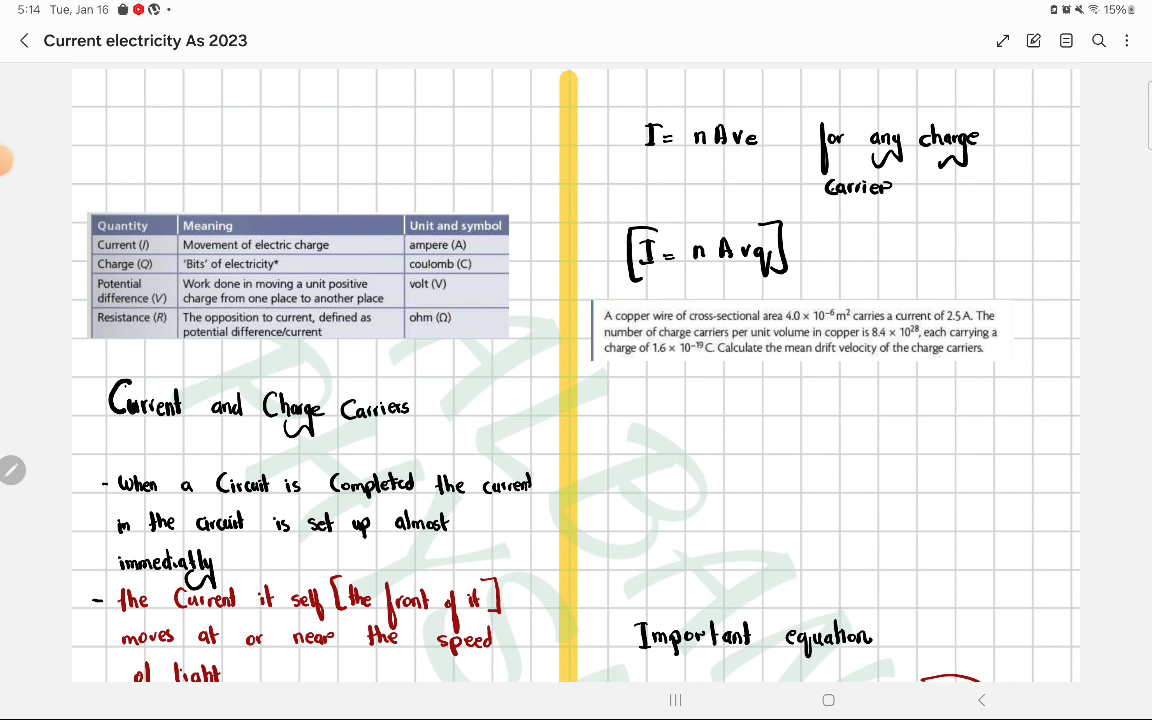 5:14 Tue, Jan 16
15%
Current electricity As 2023
Quantity Meaning Unit and symbol
Current (I) Movement of electric charge ampere (A)
Charge (Q) 'Bits' of electricity* coulomb (C)
Potential difference (V) Work done in moving a unit positive charge from one place to another place volt (V)
Resistance (R) The opposition to current, defined as potential difference/current ohm (Ω)
Current and Charge Carriers
- When a Circuit is Completed the current
in the circuit is set up almost
immediatly
- the Current it self [the front of it]
moves at or near the speed
of light
I = n A v e for any charge
Carrier
[I = n A v q]
A copper wire of cross-sectional area 4.0 × 10⁻⁶ m² carries a current of 2.5 A. The
number of charge carriers per unit volume in copper is 8.4 × 10²⁸, each carrying a
charge of 1.6 × 10⁻¹⁹ C. Calculate the mean drift velocity of the charge carriers.
Important equation